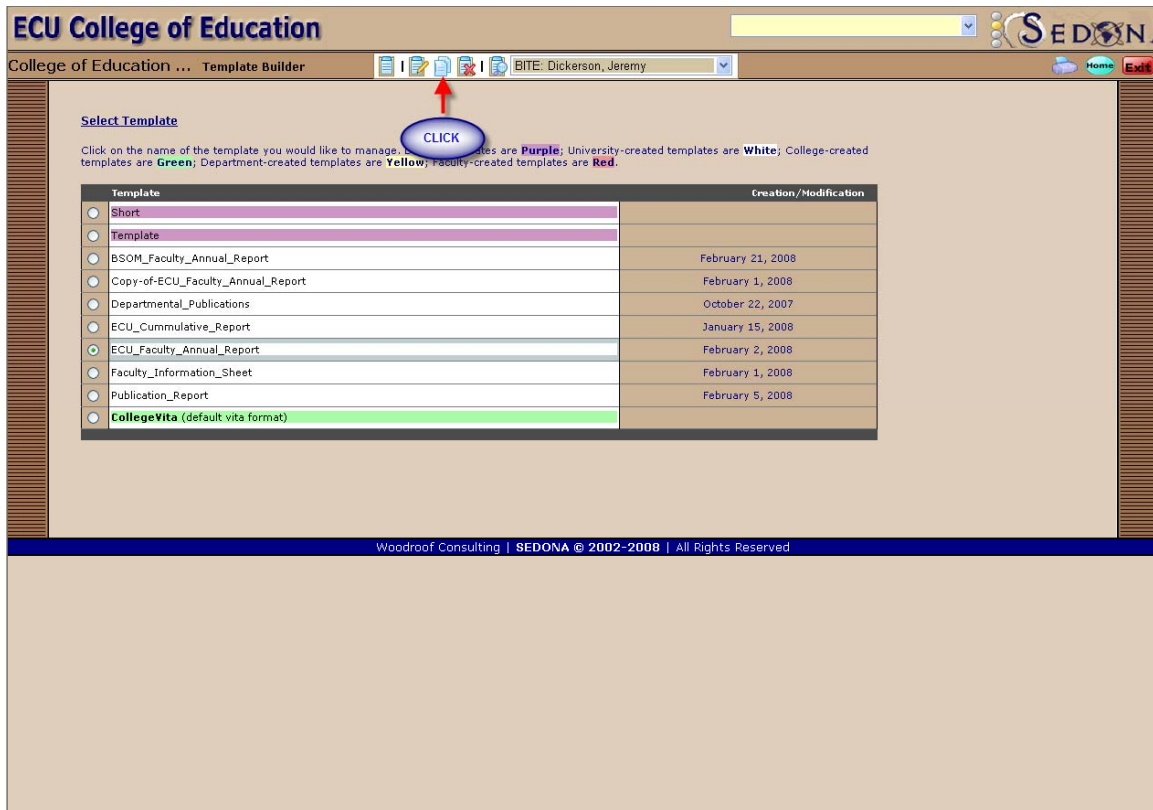 ECU College of Education
SEDONA
College of Education ... Template Builder
BITE: Dickerson, Jeremy
Home
Exit
Select Template
CLICK
Click on the name of the template you would like to manage. templates are Purple; University-created templates are White; College-created
templates are Green; Department-created templates are Yellow; Faculty-created templates are Red.
Template Creation/Modification
Short
Template
BSOM_Faculty_Annual_Report February 21, 2008
Copy-of-ECU_Faculty_Annual_Report February 1, 2008
Departmental_Publications October 22, 2007
ECU_Cummulative_Report January 15, 2008
ECU_Faculty_Annual_Report February 2, 2008
Faculty_Information_Sheet February 1, 2008
Publication_Report February 5, 2008
CollegeVita (default vita format)
Woodroof Consulting | SEDONA © 2002-2008 | All Rights Reserved